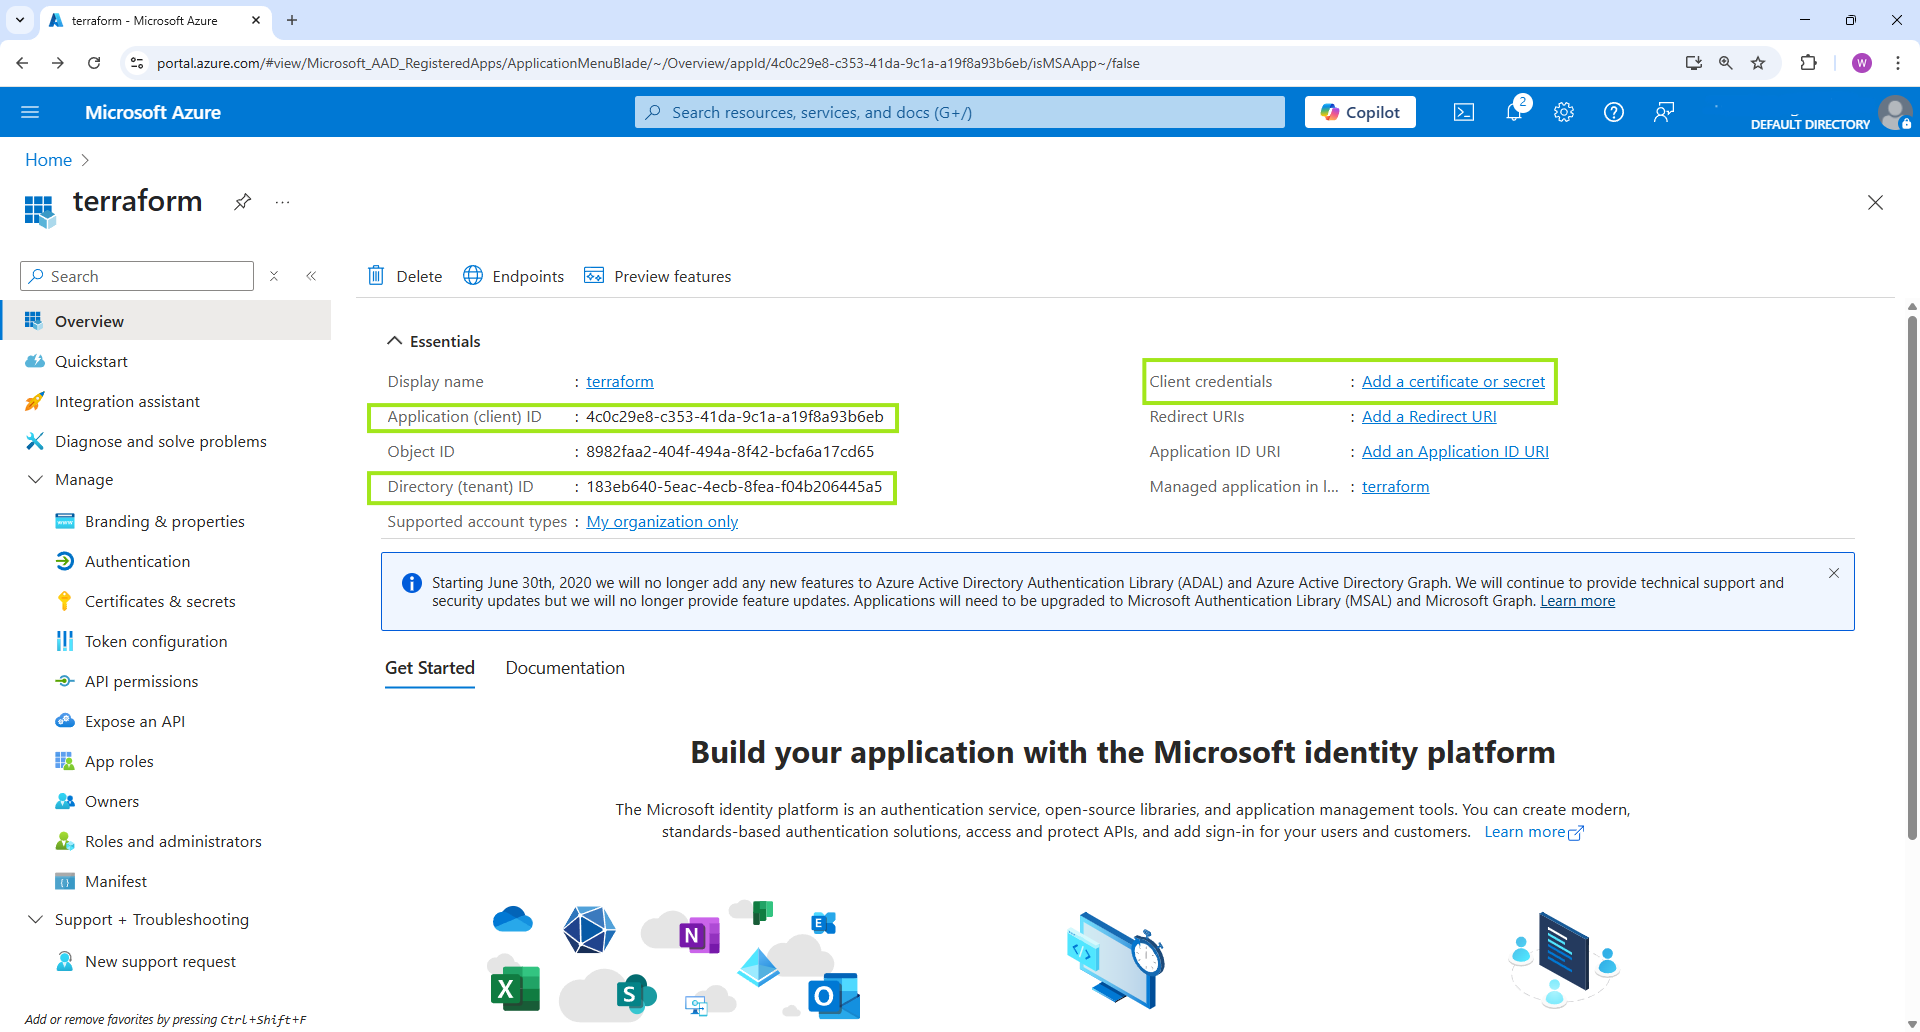 terraform - Microsoft Azure
portal.azure.com/#view/Microsoft_AAD_RegisteredApps/ApplicationMenuBlade/~/Overview/appId/4c0c29e8-c353-41da-9c1a-a19f8a93b6eb/isMSAApp~/false
W
Microsoft Azure
Search resources, services, and docs (G+/)
Copilot
2
DEFAULT DIRECTORY
Home
terraform
Search
Delete
Endpoints
Preview features
Overview
Quickstart
Integration assistant
Diagnose and solve problems
Manage
Branding & properties
Authentication
Certificates & secrets
Token configuration
API permissions
Expose an API
App roles
Owners
Roles and administrators
Manifest
Support + Troubleshooting
New support request
Add or remove favorites by pressing Ctrl+Shift+F
Essentials
Display name : terraform
Application (client) ID : 4c0c29e8-c353-41da-9c1a-a19f8a93b6eb
Object ID : 8982faa2-404f-494a-8f42-bcfa6a17cd65
Directory (tenant) ID : 183eb640-5eac-4ecb-8fea-f04b206445a5
Supported account types : My organization only
Client credentials : Add a certificate or secret
Redirect URIs : Add a Redirect URI
Application ID URI : Add an Application ID URI
Managed application in l... : terraform
Starting June 30th, 2020 we will no longer add any new features to Azure Active Directory Authentication Library (ADAL) and Azure Active Directory Graph. We will continue to provide technical support and
security updates but we will no longer provide feature updates. Applications will need to be upgraded to Microsoft Authentication Library (MSAL) and Microsoft Graph. Learn more
Get Started
Documentation
Build your application with the Microsoft identity platform
The Microsoft identity platform is an authentication service, open-source libraries, and application management tools. You can create modern,
standards-based authentication solutions, access and protect APIs, and add sign-in for your users and customers. Learn more
N
E
X
S
O